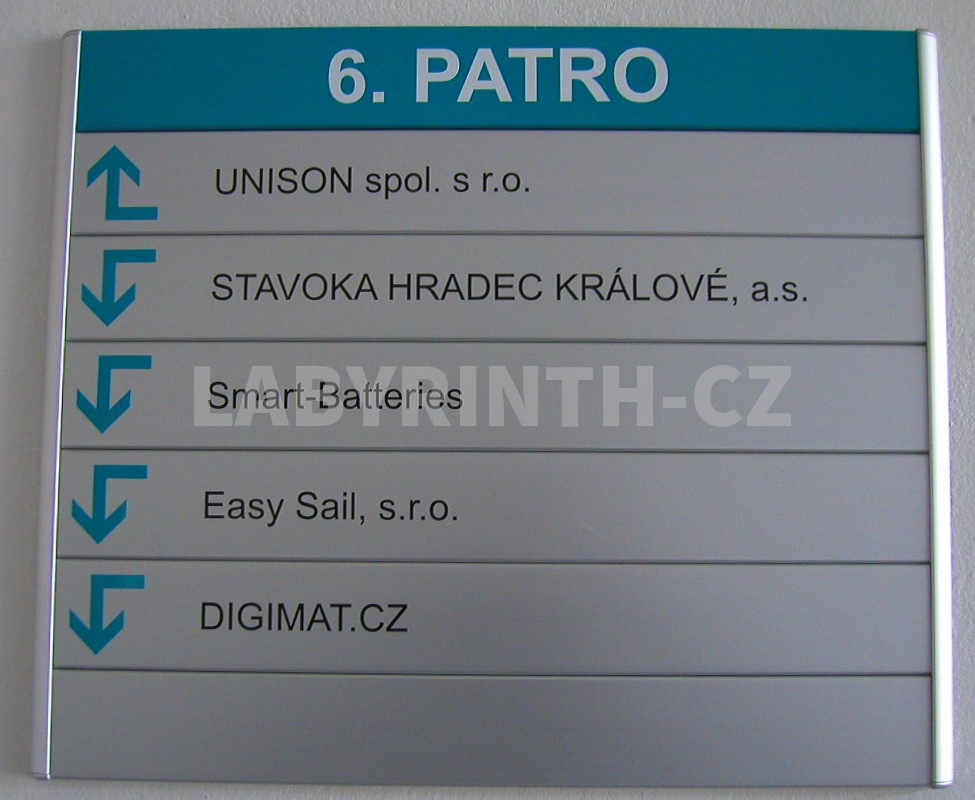 6. PATRO
UNISON spol. s r.o.
STAVOKA HRADEC KRÁLOVÉ, a.s.
Smart-Batteries
LABYRINTH-CZ
Easy Sail, s.r.o.
DIGIMAT.CZ